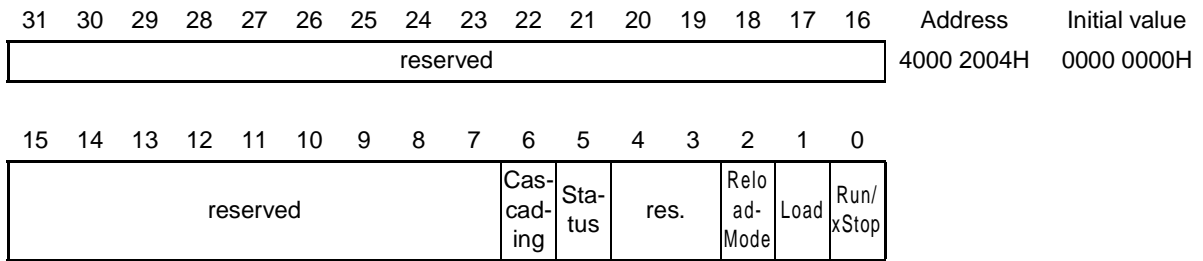 31 30 29 28 27 26 25 24 23 22 21 20 19 18 17 16 Address Initial value
reserved 4000 2004H 0000 0000H
15 14 13 12 11 10 9 8 7 6 5 4 3 2 1 0
reserved Cas-cad-ing Sta-tus res. Reload-Mode Load Run/xStop